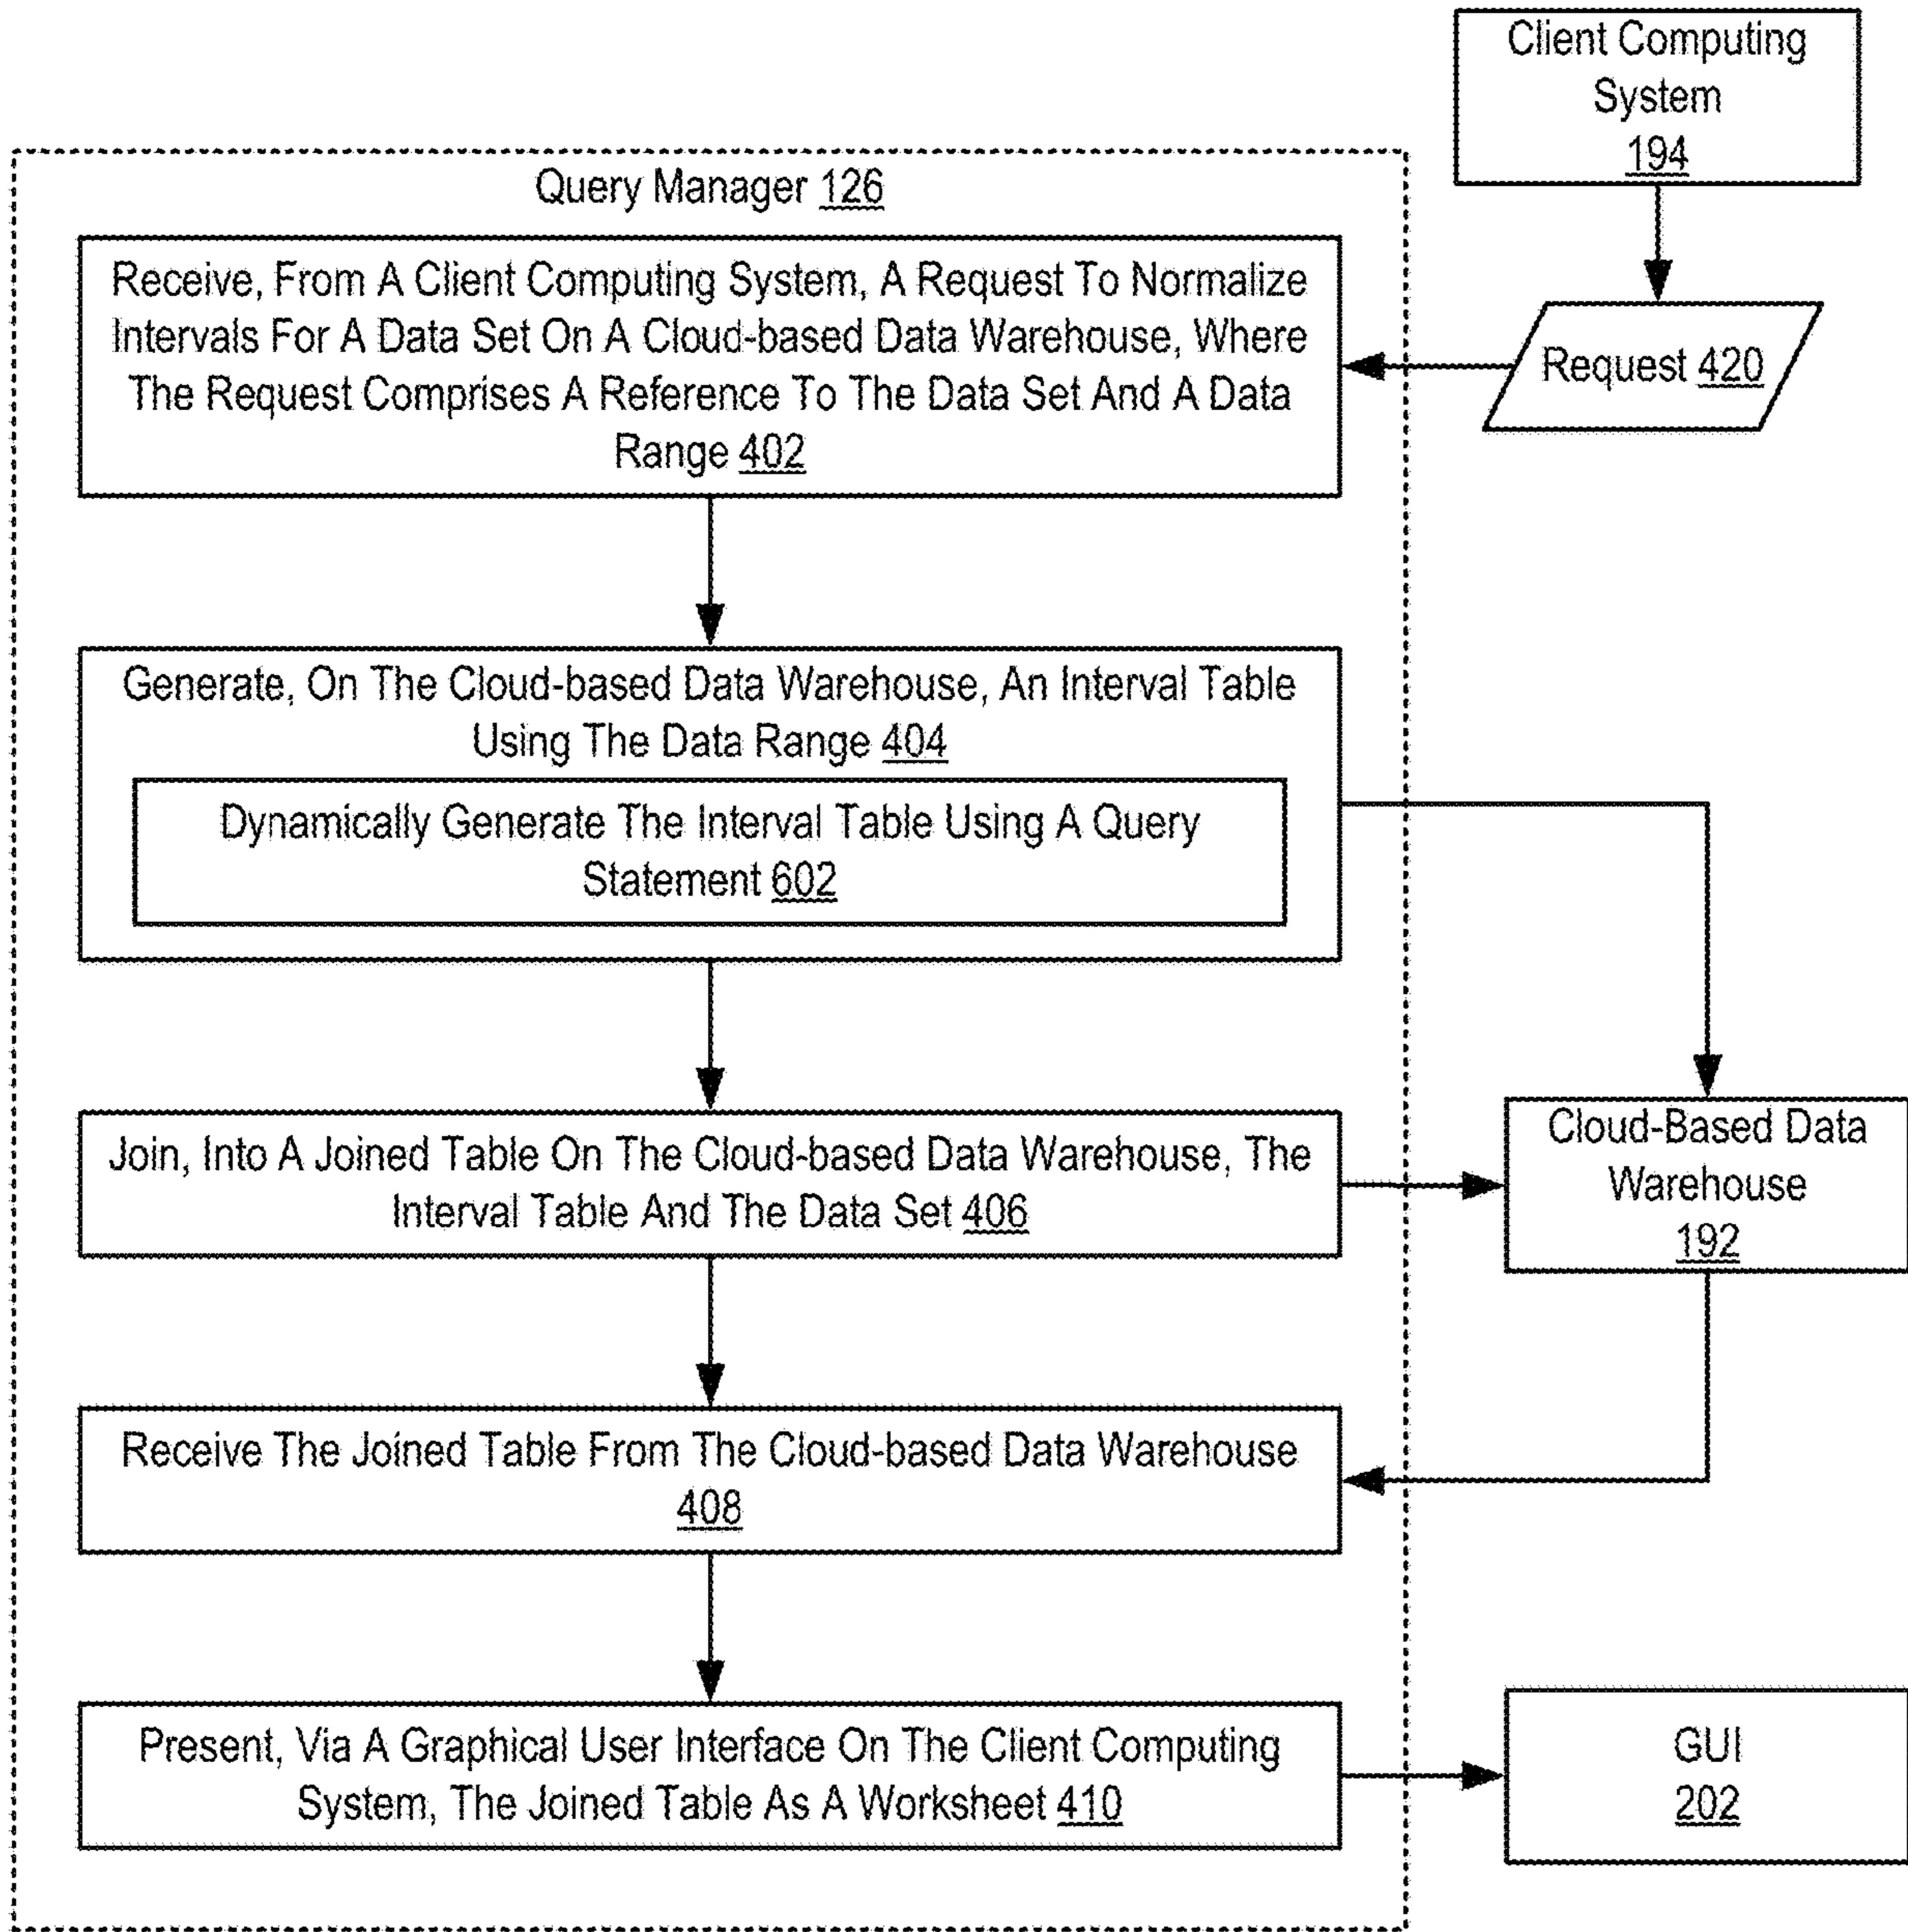 Client Computing
System
194
Query Manager 126
Receive, From A Client Computing System, A Request To Normalize
Intervals For A Data Set On A Cloud-based Data Warehouse, Where
The Request Comprises A Reference To The Data Set And A Data
Range 402
Request 420
Generate, On The Cloud-based Data Warehouse, An Interval Table
Using The Data Range 404
Dynamically Generate The Interval Table Using A Query
Statement 602
Join, Into A Joined Table On The Cloud-based Data Warehouse, The
Interval Table And The Data Set 406
Cloud-Based Data
Warehouse
192
Receive The Joined Table From The Cloud-based Data Warehouse
408
Present, Via A Graphical User Interface On The Client Computing
System, The Joined Table As A Worksheet 410
GUI
202